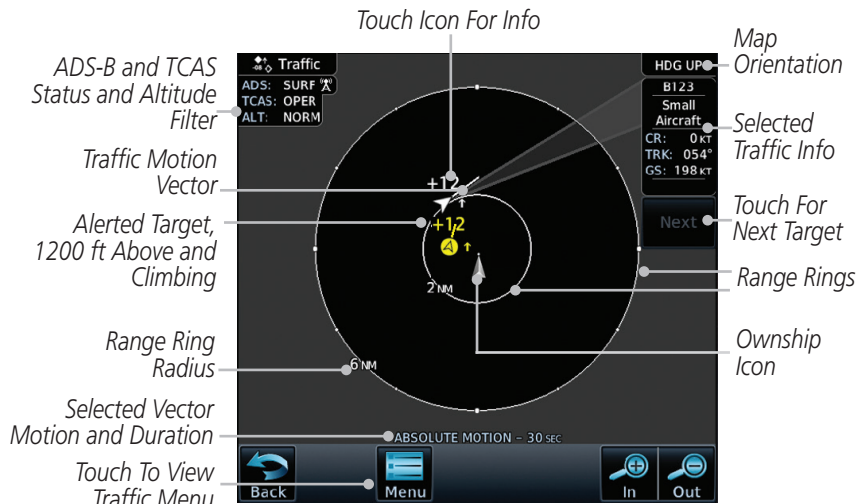 Touch Icon For Info
Map
Orientation
ADS-B and TCAS
Status and Altitude
Filter
Traffic
HDG UP
ADS: SURF
TCAS: OPER
ALT: NORM
B123
Small
Aircraft
CR: 0 KT
TRK: 054°
GS: 198 KT
Selected
Traffic Info
Traffic Motion
Vector
+12
Alerted Target,
1200 ft Above and
Climbing
+12
Next
Touch For
Next Target
Range Rings
2 NM
Ownship
Icon
Range Ring
Radius
6 NM
Selected Vector
Motion and Duration
ABSOLUTE MOTION – 30 SEC
Touch To View
Traffic Menu
Back
Menu
In
Out